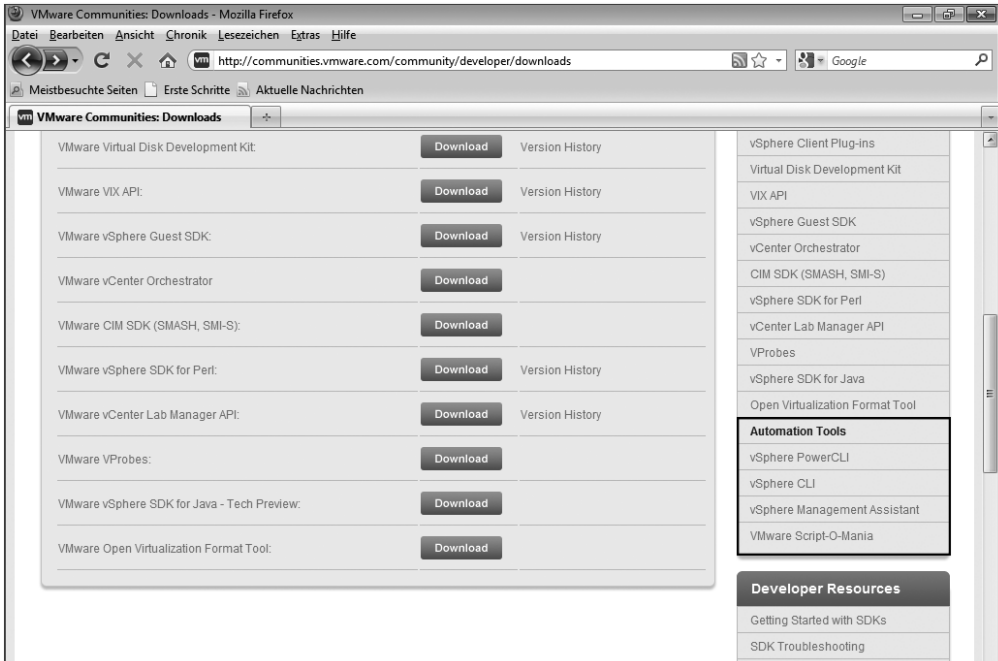 VMware Communities: Downloads - Mozilla Firefox
Datei Bearbeiten Ansicht Chronik Lesezeichen Extras Hilfe
vm http://communities.vmware.com/community/developer/downloads
Google
Meistbesuchte Seiten Erste Schritte Aktuelle Nachrichten
vm VMware Communities: Downloads
VMware Virtual Disk Development Kit: Download Version History
VMware VIX API: Download Version History
VMware vSphere Guest SDK: Download Version History
VMware vCenter Orchestrator Download
VMware CIM SDK (SMASH, SMI-S): Download
VMware vSphere SDK for Perl: Download Version History
VMware vCenter Lab Manager API: Download Version History
VMware VProbes: Download
VMware vSphere SDK for Java - Tech Preview: Download
VMware Open Virtualization Format Tool: Download
vSphere Client Plug-ins
Virtual Disk Development Kit
VIX API
vSphere Guest SDK
vCenter Orchestrator
CIM SDK (SMASH, SMI-S)
vSphere SDK for Perl
vCenter Lab Manager API
VProbes
vSphere SDK for Java
Open Virtualization Format Tool
Automation Tools
vSphere PowerCLI
vSphere CLI
vSphere Management Assistant
VMware Script-O-Mania
Developer Resources
Getting Started with SDKs
SDK Troubleshooting